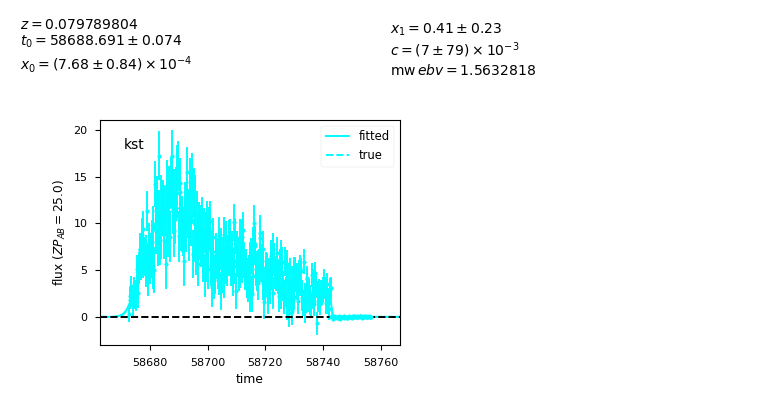 z = 0.079789804
t₀ = 58688.691 ± 0.074
x₀ = (7.68 ± 0.84) × 10⁻⁴
x₁ = 0.41 ± 0.23
c = (7 ± 79) × 10⁻³
mw ebv = 1.5632818
kst
fitted
true
flux (ZP_AB = 25.0)
20
15
10
5
0
58680 58700 58720 58740 58760
time